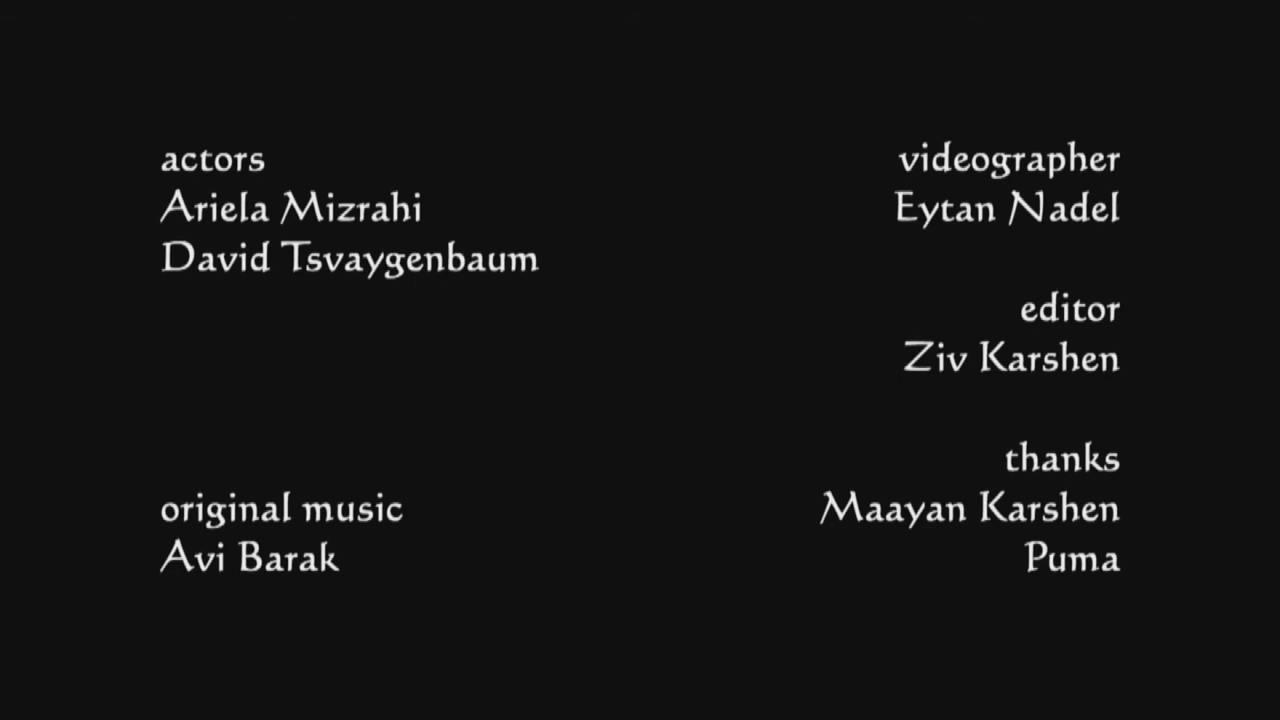 actors
Ariela Mizrahi
David Tsvaygenbaum
original music
Avi Barak
videographer
Eytan Nadel
editor
Ziv Karshen
thanks
Maayan Karshen
Puma